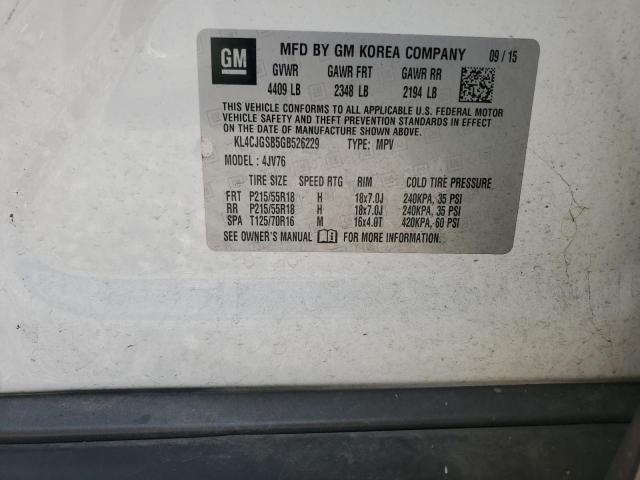 GM
MFD BY GM KOREA COMPANY 09 / 15
GVWR GAWR FRT GAWR RR
4409 LB 2348 LB 2194 LB
THIS VEHICLE CONFORMS TO ALL APPLICABLE U.S. FEDERAL MOTOR
VEHICLE SAFETY AND THEFT PREVENTION STANDARDS IN EFFECT
ON THE DATE OF MANUFACTURE SHOWN ABOVE.
KL4CJGSB5GB526229 TYPE: MPV
MODEL: 4JV76
TIRE SIZE SPEED RTG RIM COLD TIRE PRESSURE
FRT P215/55R18 H 18x7.0J 240KPA, 35 PSI
RR P215/55R18 H 18x7.0J 240KPA, 35 PSI
SPA T125/70R16 M 16x4.0T 420KPA, 60 PSI
SEE OWNER'S MANUAL FOR MORE INFORMATION.